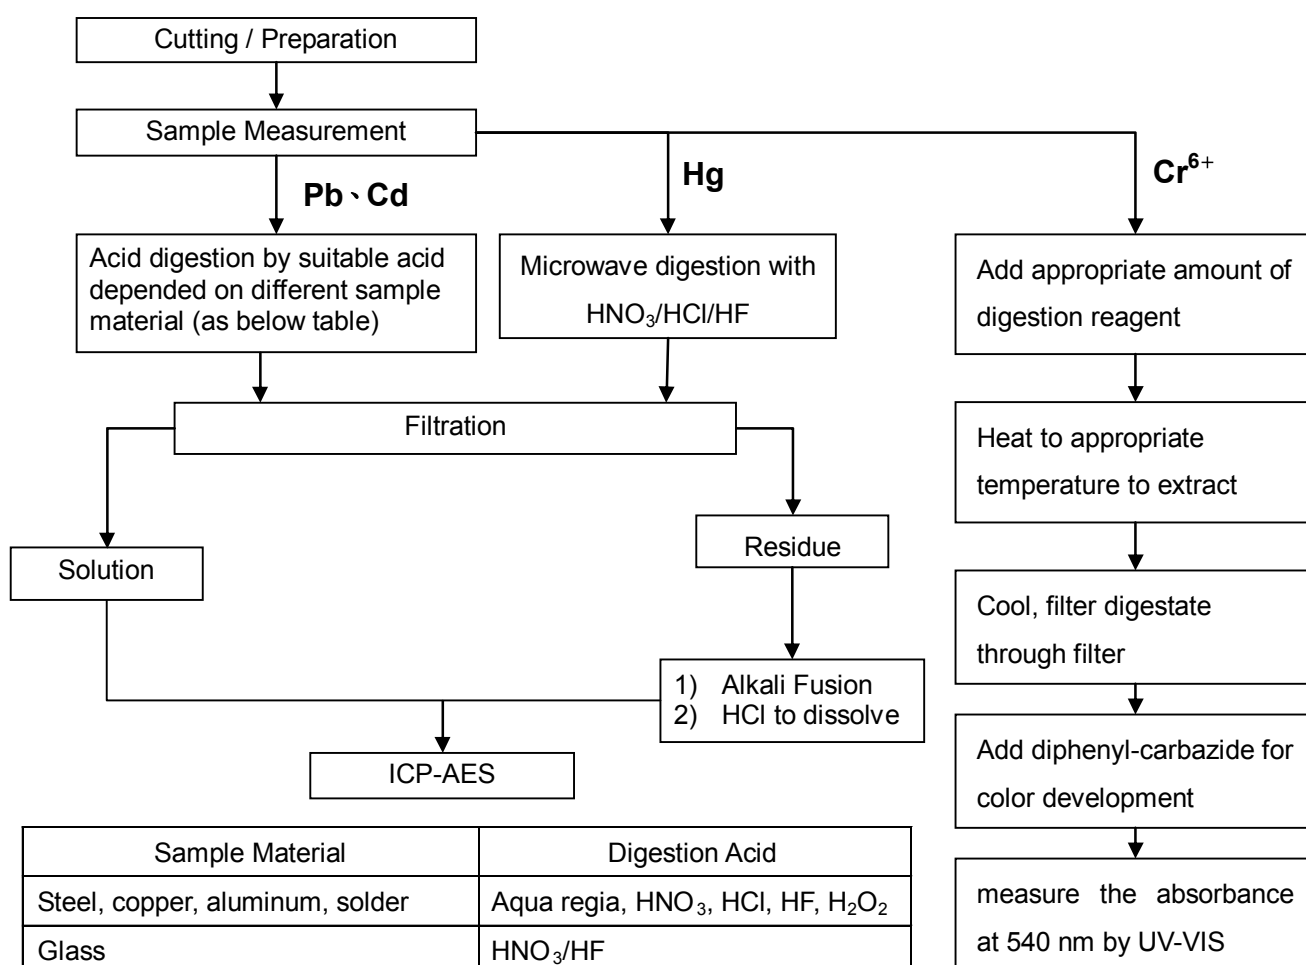 Cutting / Preparation
Sample Measurement
Pb、Cd
Hg
Cr⁶⁺
Acid digestion by suitable acid
depended on different sample
material (as below table)
Microwave digestion with
HNO₃/HCl/HF
Add appropriate amount of
digestion reagent
Filtration
Heat to appropriate
temperature to extract
Solution
Residue
Cool, filter digestate
through filter
1) Alkali Fusion
2) HCl to dissolve
ICP-AES
Add diphenyl-carbazide for
color development
measure the absorbance
at 540 nm by UV-VIS
Sample Material Digestion Acid
Steel, copper, aluminum, solder Aqua regia, HNO₃, HCl, HF, H₂O₂
Glass HNO₃/HF